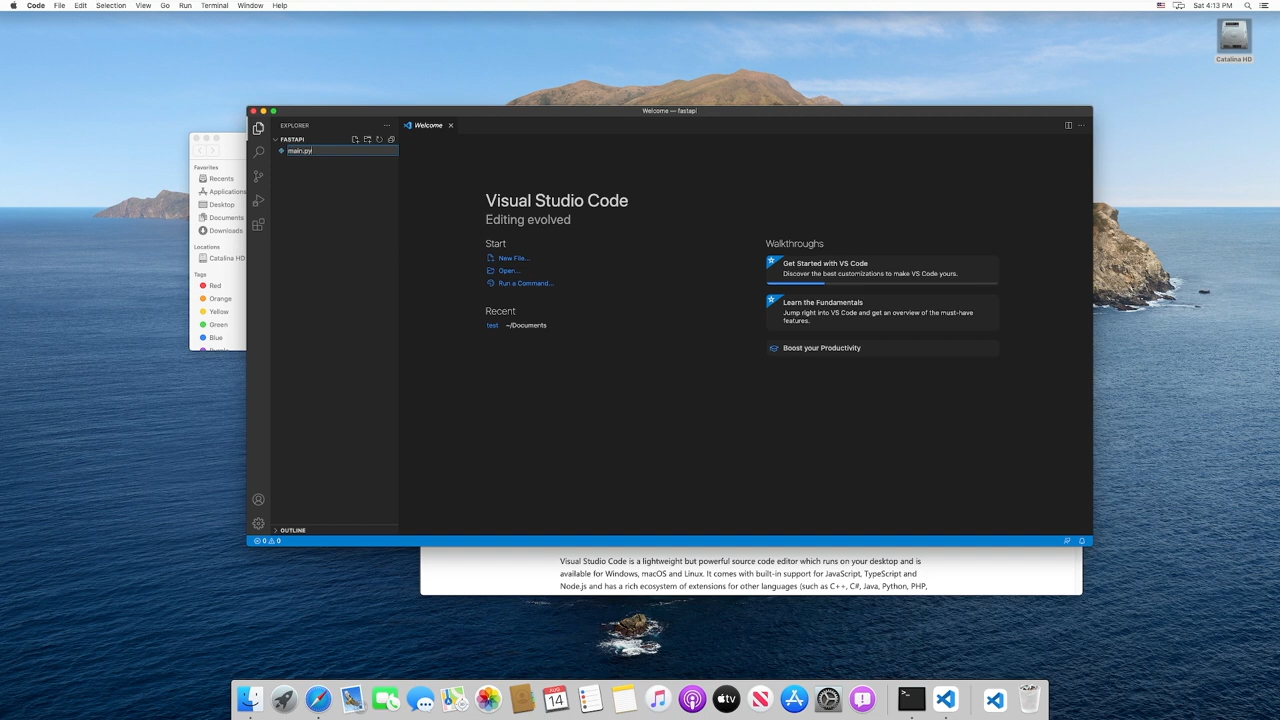 Code File Edit Selection View Go Run Terminal Window Help
Sat 4:13 PM
Catalina HD
Welcome — fastapi
EXPLORER
Welcome
FASTAPI
main.py
Favorites
Recents
Applications
Desktop
Documents
Downloads
Locations
Catalina HD
Tags
Red
Orange
Yellow
Green
Blue
Visual Studio Code
Editing evolved
Start
New File...
Open...
Run a Command...
Recent
test ~/Documents
Walkthroughs
Get Started with VS Code
Discover the best customizations to make VS Code yours.
Learn the Fundamentals
Jump right into VS Code and get an overview of the must-have
features.
Boost your Productivity
OUTLINE
0 0
Visual Studio Code is a lightweight but powerful source code editor which runs on your desktop and is
available for Windows, macOS and Linux. It comes with built-in support for JavaScript, TypeScript and
Node.js and has a rich ecosystem of extensions for other languages (such as C++, C#, Java, Python, PHP,
AUG
14
tv